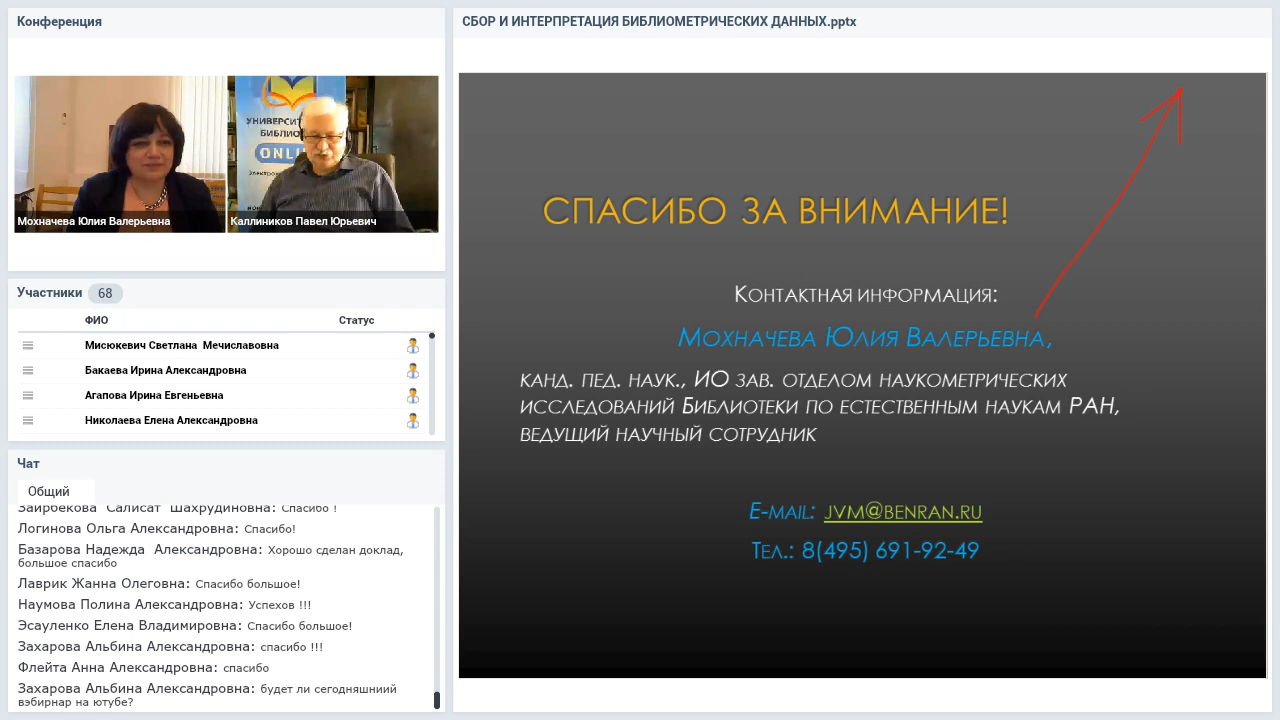 Конференция
УНИВЕРСИТ
БИБЛИО
ONLI
Мохначева Юлия Валерьевна
Каллиников Павел Юрьевич
Участники 68
ФИО Статус
Мисюкевич Светлана Мечиславовна
Бакаева Ирина Александровна
Агапова Ирина Евгеньевна
Николаева Елена Александровна
Чат
Общий
Заирбекова Салисат Шахрудиновна: Спасибо !
Логинова Ольга Александровна: Спасибо!
Базарова Надежда Александровна: Хорошо сделан доклад,
большое спасибо
Лаврик Жанна Олеговна: Спасибо большое!
Наумова Полина Александровна: Успехов !!!
Эсауленко Елена Владимировна: Спасибо большое!
Захарова Альбина Александровна: спасибо !!!
Флейта Анна Александровна: спасибо
Захарова Альбина Александровна: будет ли сегодняшниий
вэбирнар на ютубе?
СБОР И ИНТЕРПРЕТАЦИЯ БИБЛИОМЕТРИЧЕСКИХ ДАННЫХ.pptx
СПАСИБО ЗА ВНИМАНИЕ!
Контактная информация:
Мохначева Юлия Валерьевна,
канд. пед. наук., ИО зав. отделом наукометрических
исследований Библиотеки по естественным наукам РАН,
ведущий научный сотрудник
E-mail: jvm@benran.ru
Тел.: 8(495) 691-92-49